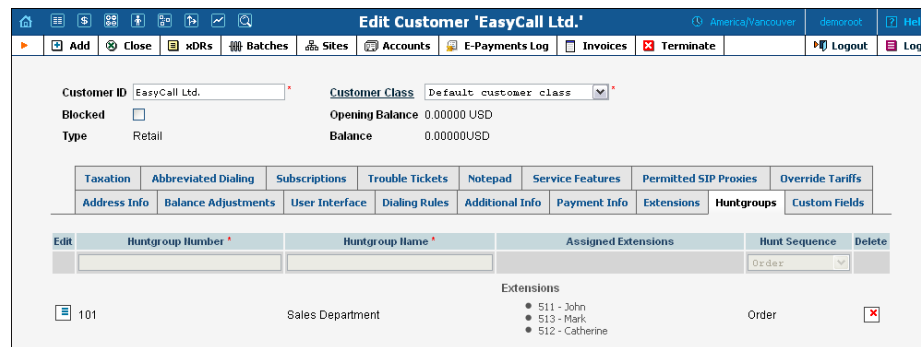 Edit Customer 'EasyCall Ltd.' America/Vancouver demoroot Hel
Add Close xDRs Batches Sites Accounts E-Payments Log Invoices Terminate Logout Log
Customer ID EasyCall Ltd. * Customer Class Default customer class *
Blocked Opening Balance 0.00000 USD
Type Retail Balance 0.00000USD
Taxation Abbreviated Dialing Subscriptions Trouble Tickets Notepad Service Features Permitted SIP Proxies Override Tariffs
Address Info Balance Adjustments User Interface Dialing Rules Additional Info Payment Info Extensions Huntgroups Custom Fields
Edit Huntgroup Number * Huntgroup Name * Assigned Extensions Hunt Sequence Delete
Order
Extensions
101 Sales Department • 511 - John Order
• 513 - Mark
• 512 - Catherine